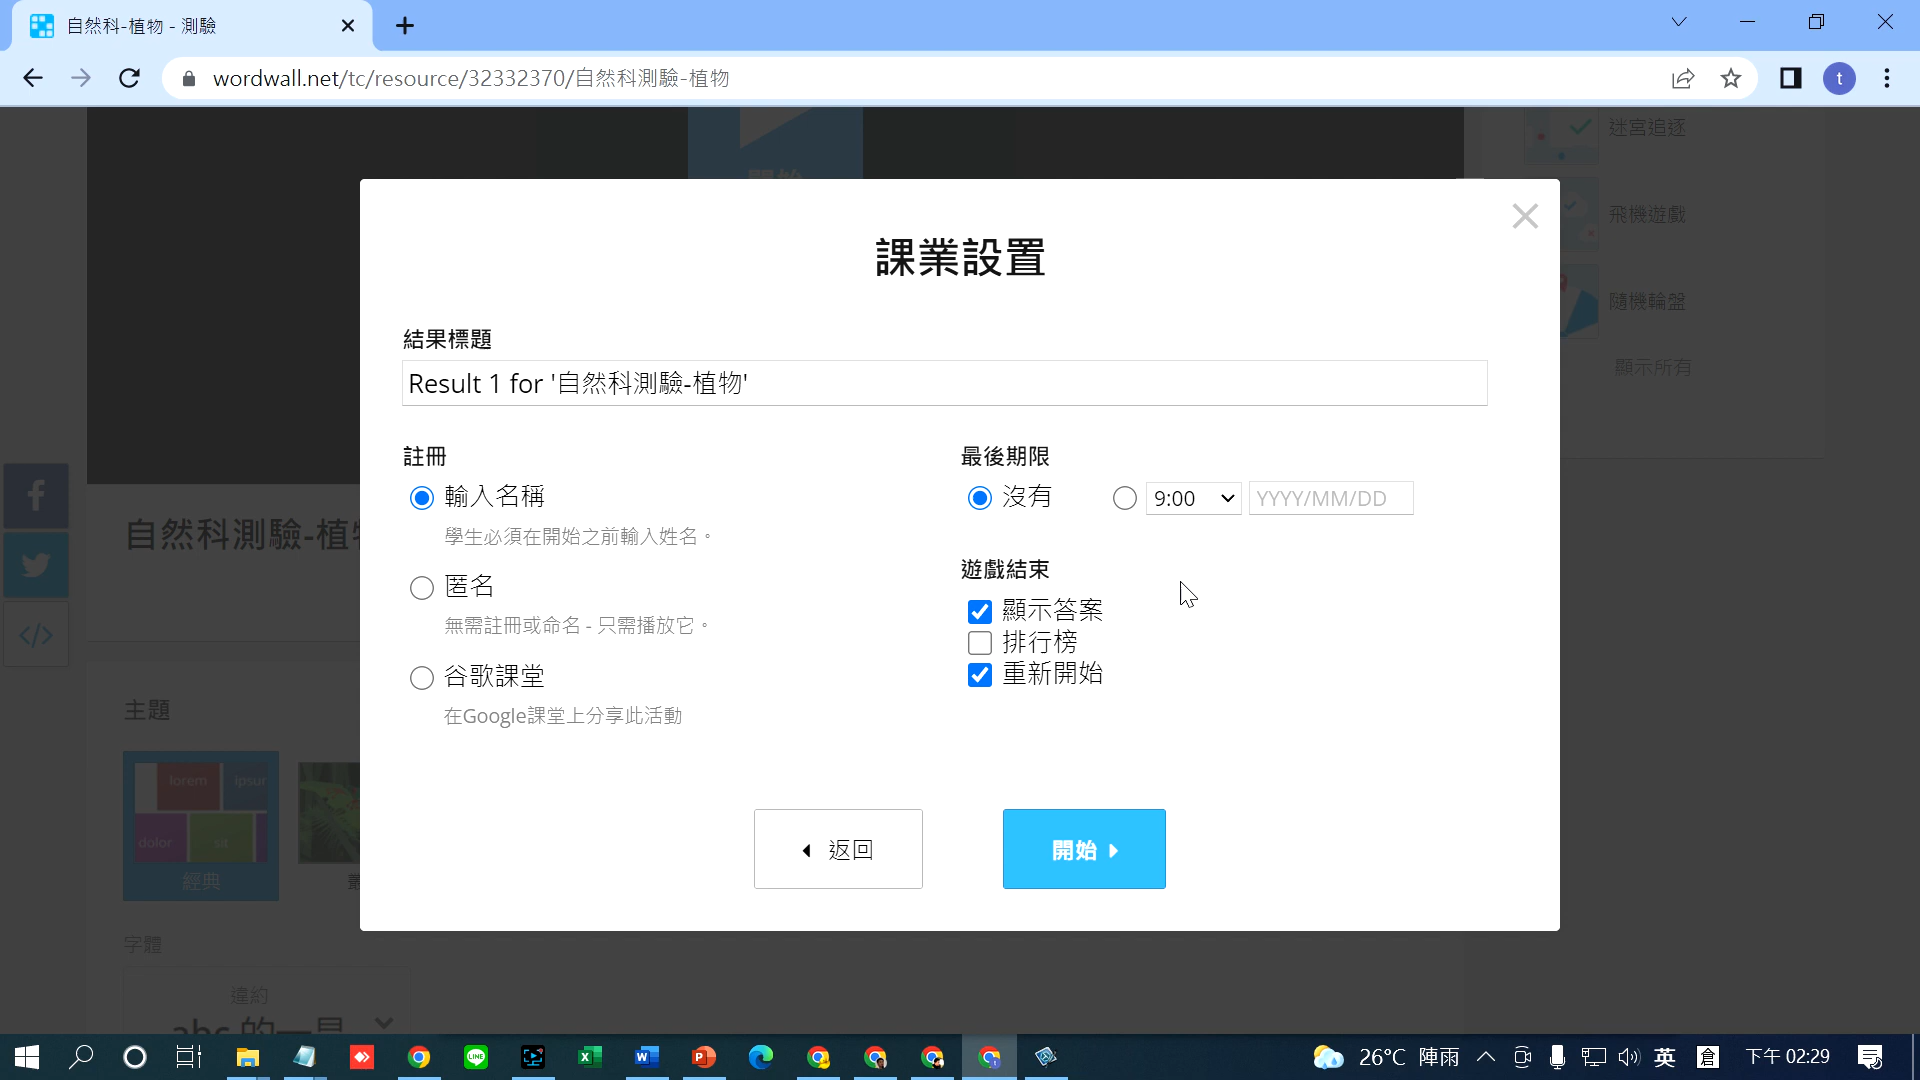 自然科-植物 - 測驗
wordwall.net/tc/resource/32332370/自然科測驗-植物
t
迷宮追逐
飛機遊戲
隨機輪盤
顯示所有
課業設置
結果標題
Result 1 for '自然科測驗-植物'
註冊
輸入名稱
學生必須在開始之前輸入姓名。
匿名
無需註冊或命名 - 只需播放它。
谷歌課堂
在Google課堂上分享此活動
最後期限
沒有
9:00
YYYY/MM/DD
遊戲結束
顯示答案
排行榜
重新開始
返回
開始
自然科測驗-植
主題
lorem
ipsur
dolor
sit
經典
字體
違約
26°C 陣雨
英
倉
下午 02:29